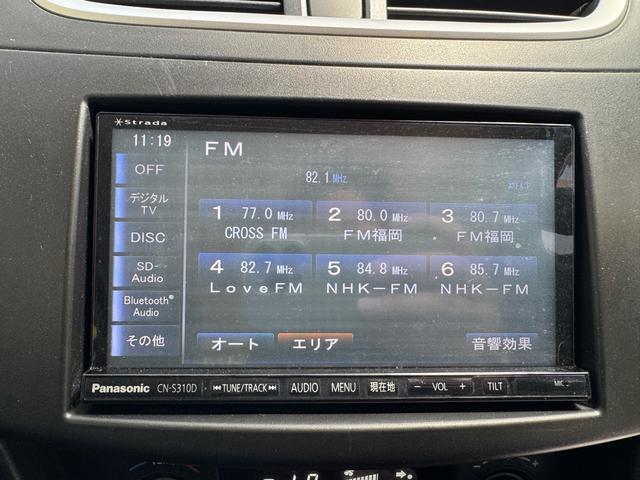 Strada
11:19
FM
OFF
82.1 MHz
デジタル
TV
1 77.0 MHz
CROSS FM
2 80.0 MHz
FM福岡
3 80.7 MHz
FM福岡
DISC
4 82.7 MHz
LoveFM
5 84.8 MHz
NHK-FM
6 85.7 MHz
NHK-FM
SD-
Audio
Bluetooth®
Audio
その他
オート
エリア
音響効果
Panasonic CN-S310D TUNE/TRACK AUDIO MENU 現在地 - VOL + TILT MIC